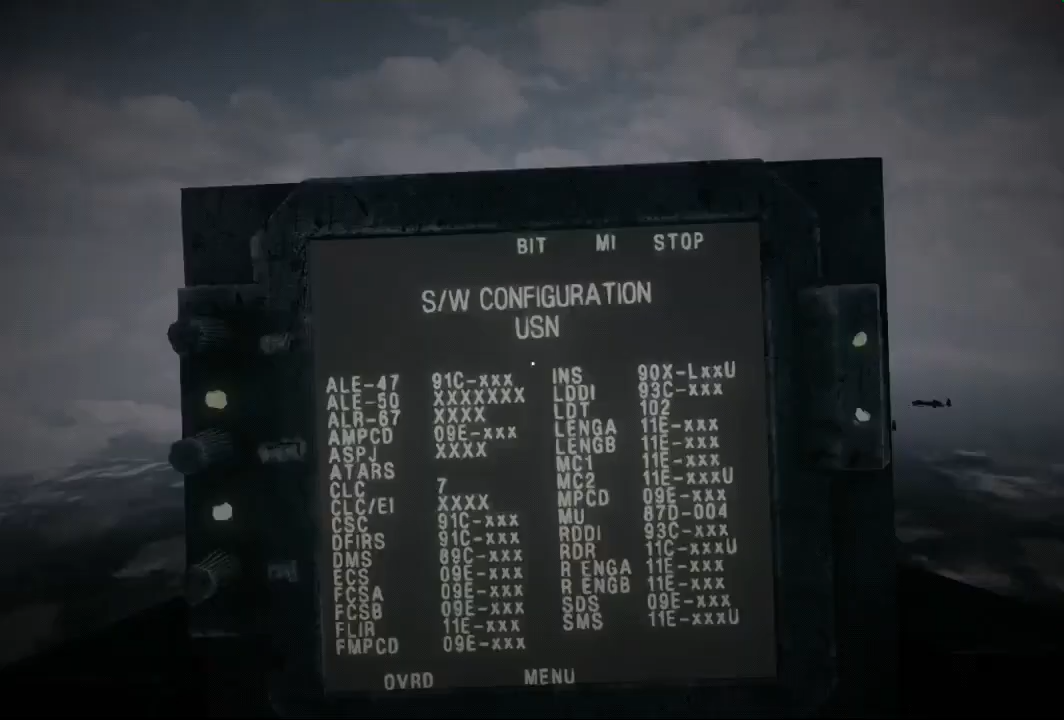 BIT MI STOP
S/W CONFIGURATION
USN
ALE-47 91C-xxx INS 90X-LxxU
ALE-50 XXXXXXX LDDI 93C-xxx
ALR-67 XXXX LDT 102
AMPCD 09E-xxx LENGA 11E-xxx
ASPJ XXXX LENGB 11E-xxx
ATARS MC1 11E-xxx
CLC 7 MC2 11E-xxxU
CLC/EI XXXX MPCD 09E-xxx
CSC 91C-xxx MU 87D-004
DFIRS 91C-xxx RDDI 93C-xxx
DMS 89C-xxx RDR 11C-xxxU
ECS 09E-xxx R ENGA 11E-xxx
FCSA 09E-xxx R ENGB 11E-xxx
FCSB 09E-xxx SDS 09E-xxx
FLIR 11E-xxx SMS 11E-xxxU
FMPCD 09E-xxx
OVRD MENU